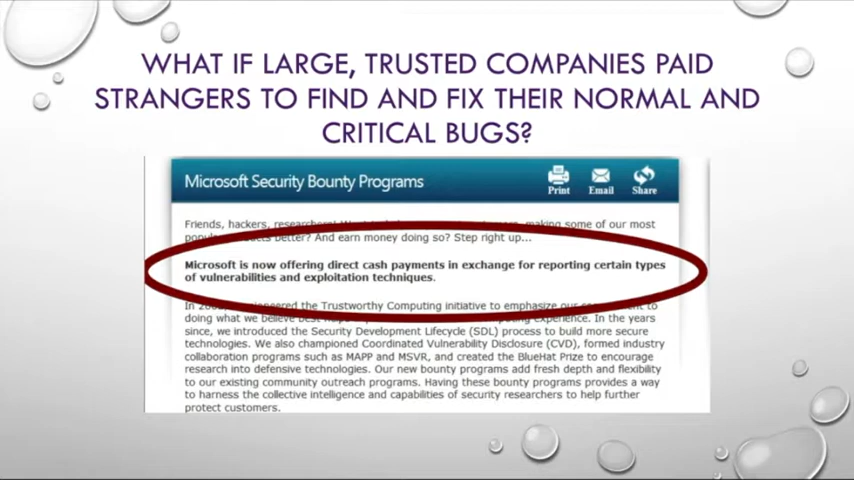 WHAT IF LARGE, TRUSTED COMPANIES PAID
STRANGERS TO FIND AND FIX THEIR NORMAL AND
CRITICAL BUGS?
Microsoft Security Bounty Programs
Print Email Share
Friends, hackers, researchers! making some of our most
products better? And earn money doing so? Step right up...
Microsoft is now offering direct cash payments in exchange for reporting certain types
of vulnerabilities and exploitation techniques.
In pioneered the Trustworthy Computing initiative to emphasize our to
doing what we believe best experience. In the years
since, we introduced the Security Development Lifecycle (SDL) process to build more secure
technologies. We also championed Coordinated Vulnerability Disclosure (CVD), formed industry
collaboration programs such as MAPP and MSVR, and created the BlueHat Prize to encourage
research into defensive technologies. Our new bounty programs add fresh depth and flexibility
to our existing community outreach programs. Having these bounty programs provides a way
to harness the collective intelligence and capabilities of security researchers to help further
protect customers.